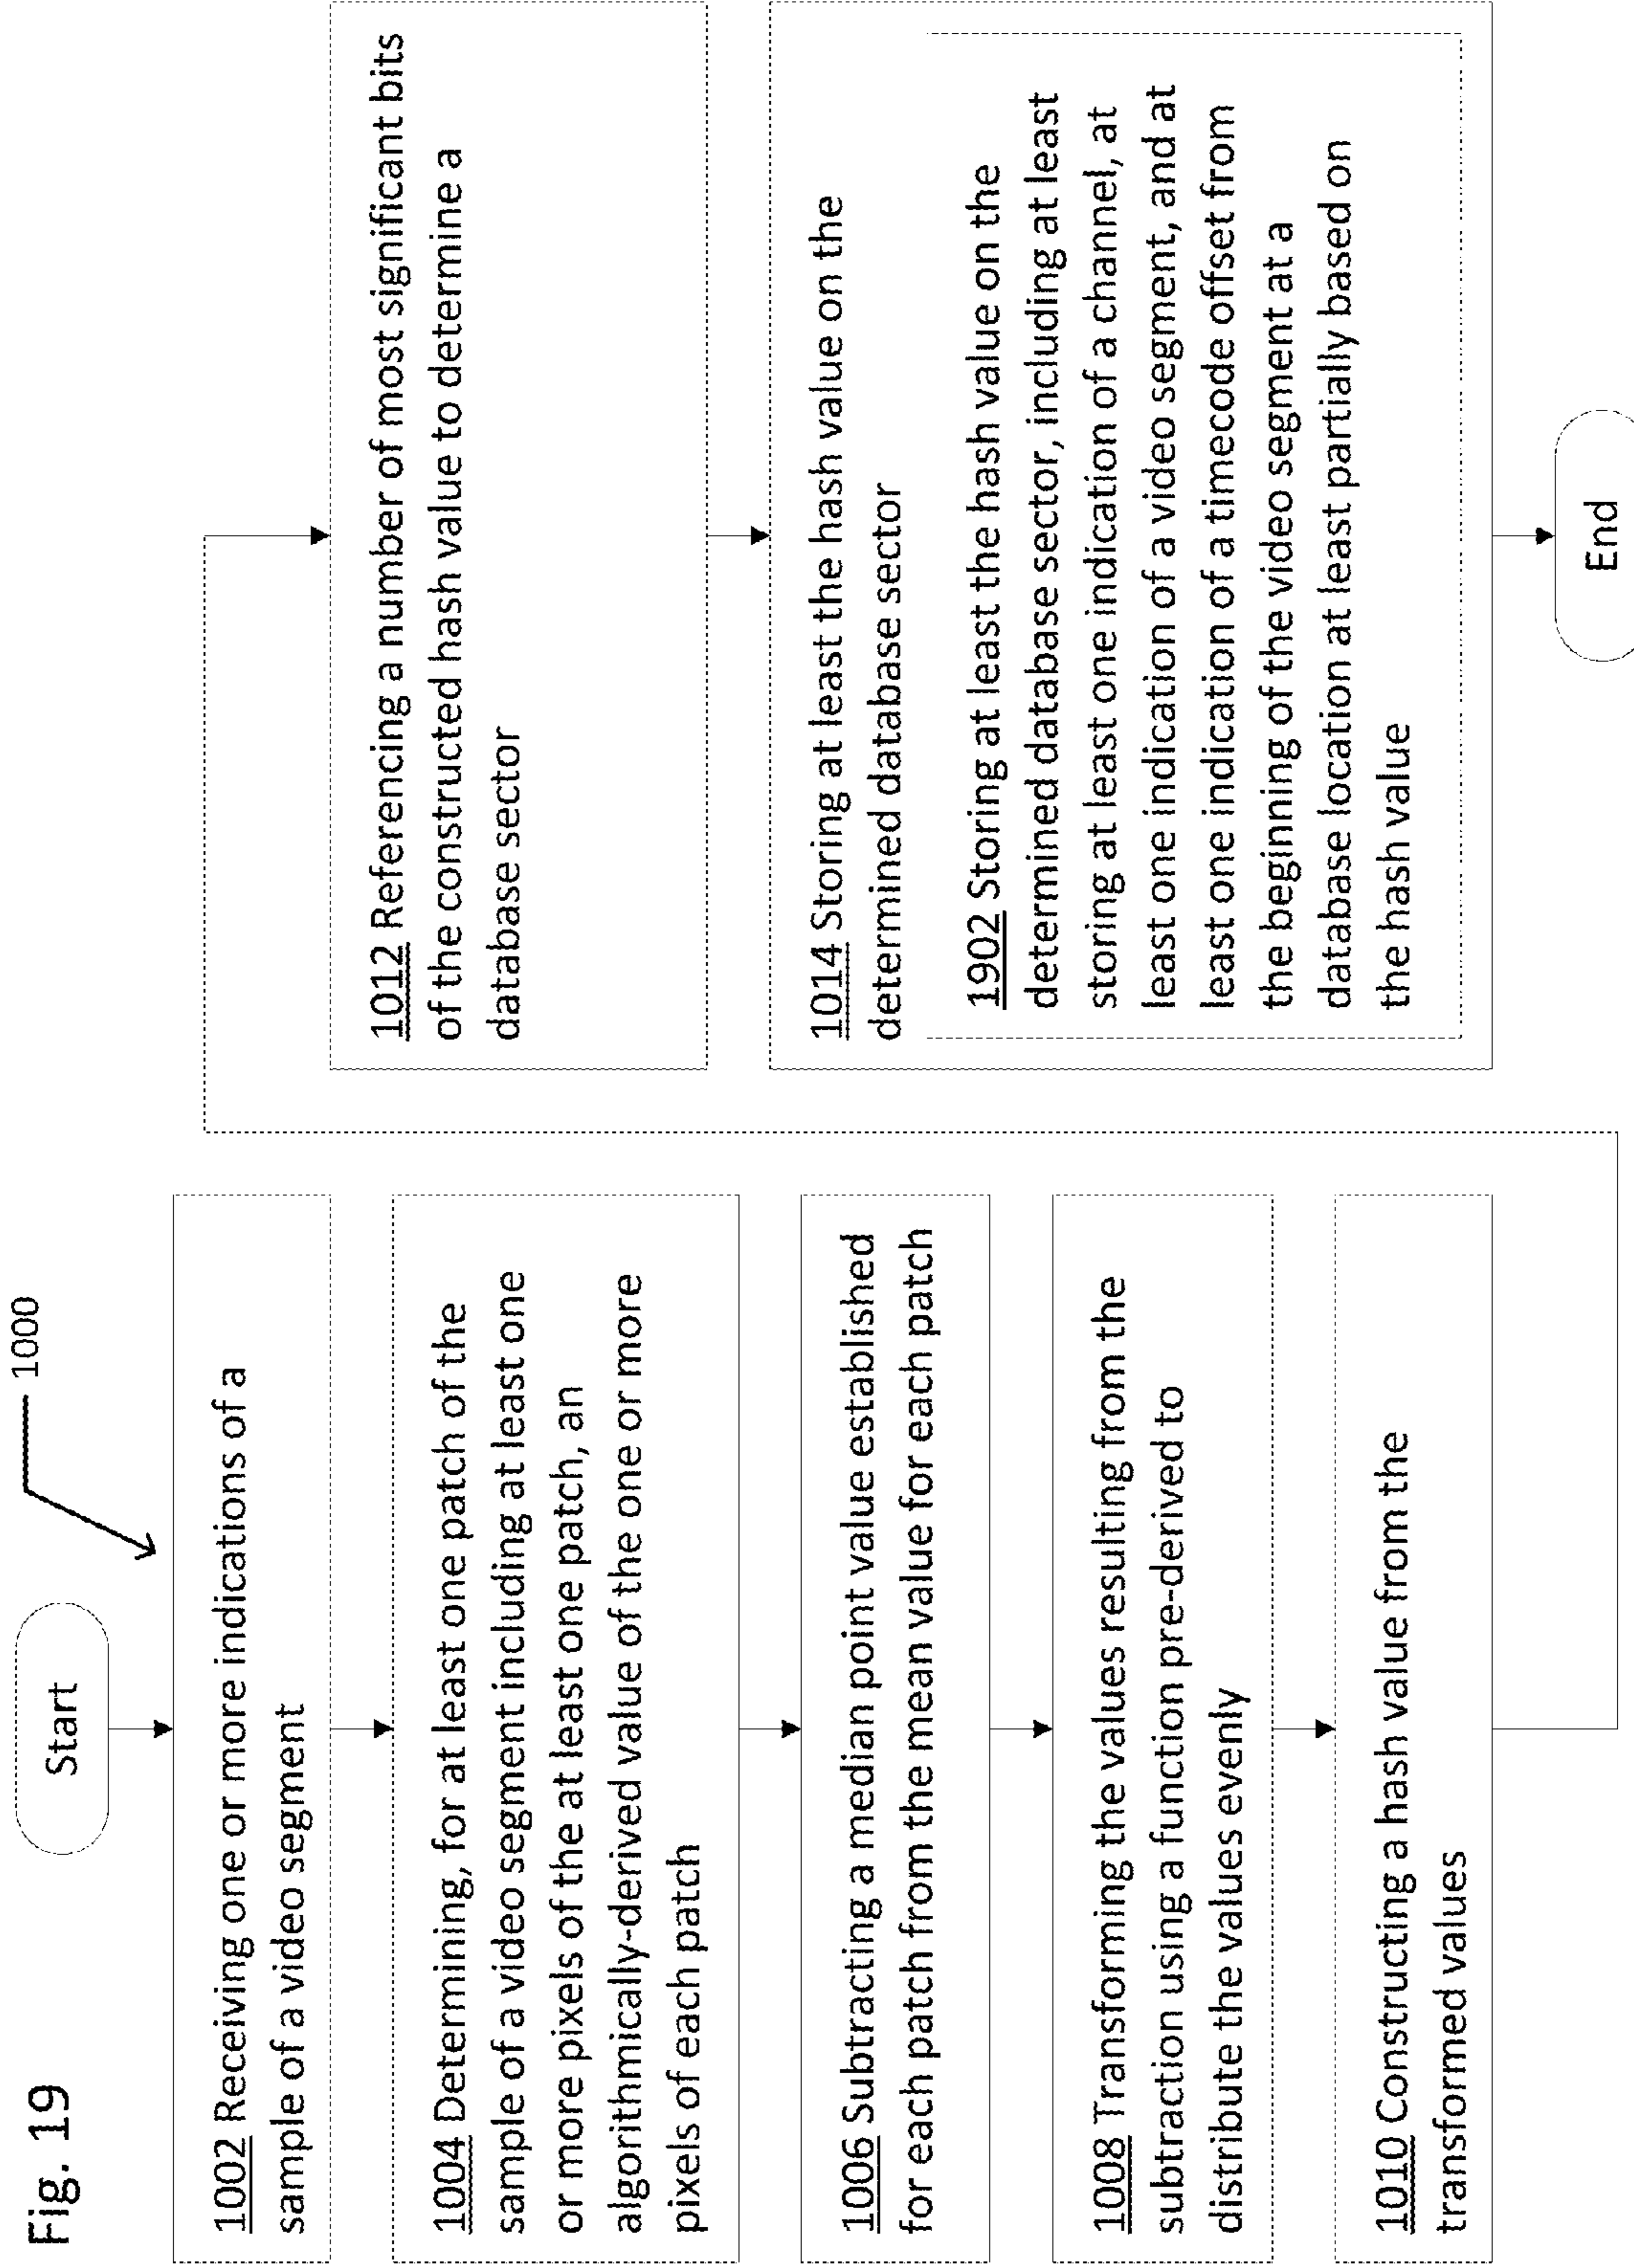 Fig. 19
1000
Start
1002 Receiving one or more indications of a
sample of a video segment
1004 Determining, for at least one patch of the
sample of a video segment including at least one
or more pixels of the at least one patch, an
algorithmically-derived value of the one or more
pixels of each patch
1006 Subtracting a median point value established
for each patch from the mean value for each patch
1008 Transforming the values resulting from the
subtraction using a function pre-derived to
distribute the values evenly
1010 Constructing a hash value from the
transformed values
1012 Referencing a number of most significant bits
of the constructed hash value to determine a
database sector
1014 Storing at least the hash value on the
determined database sector
1902 Storing at least the hash value on the
determined database sector, including at least
storing at least one indication of a channel, at
least one indication of a video segment, and at
least one indication of a timecode offset from
the beginning of the video segment at a
database location at least partially based on
the hash value
End